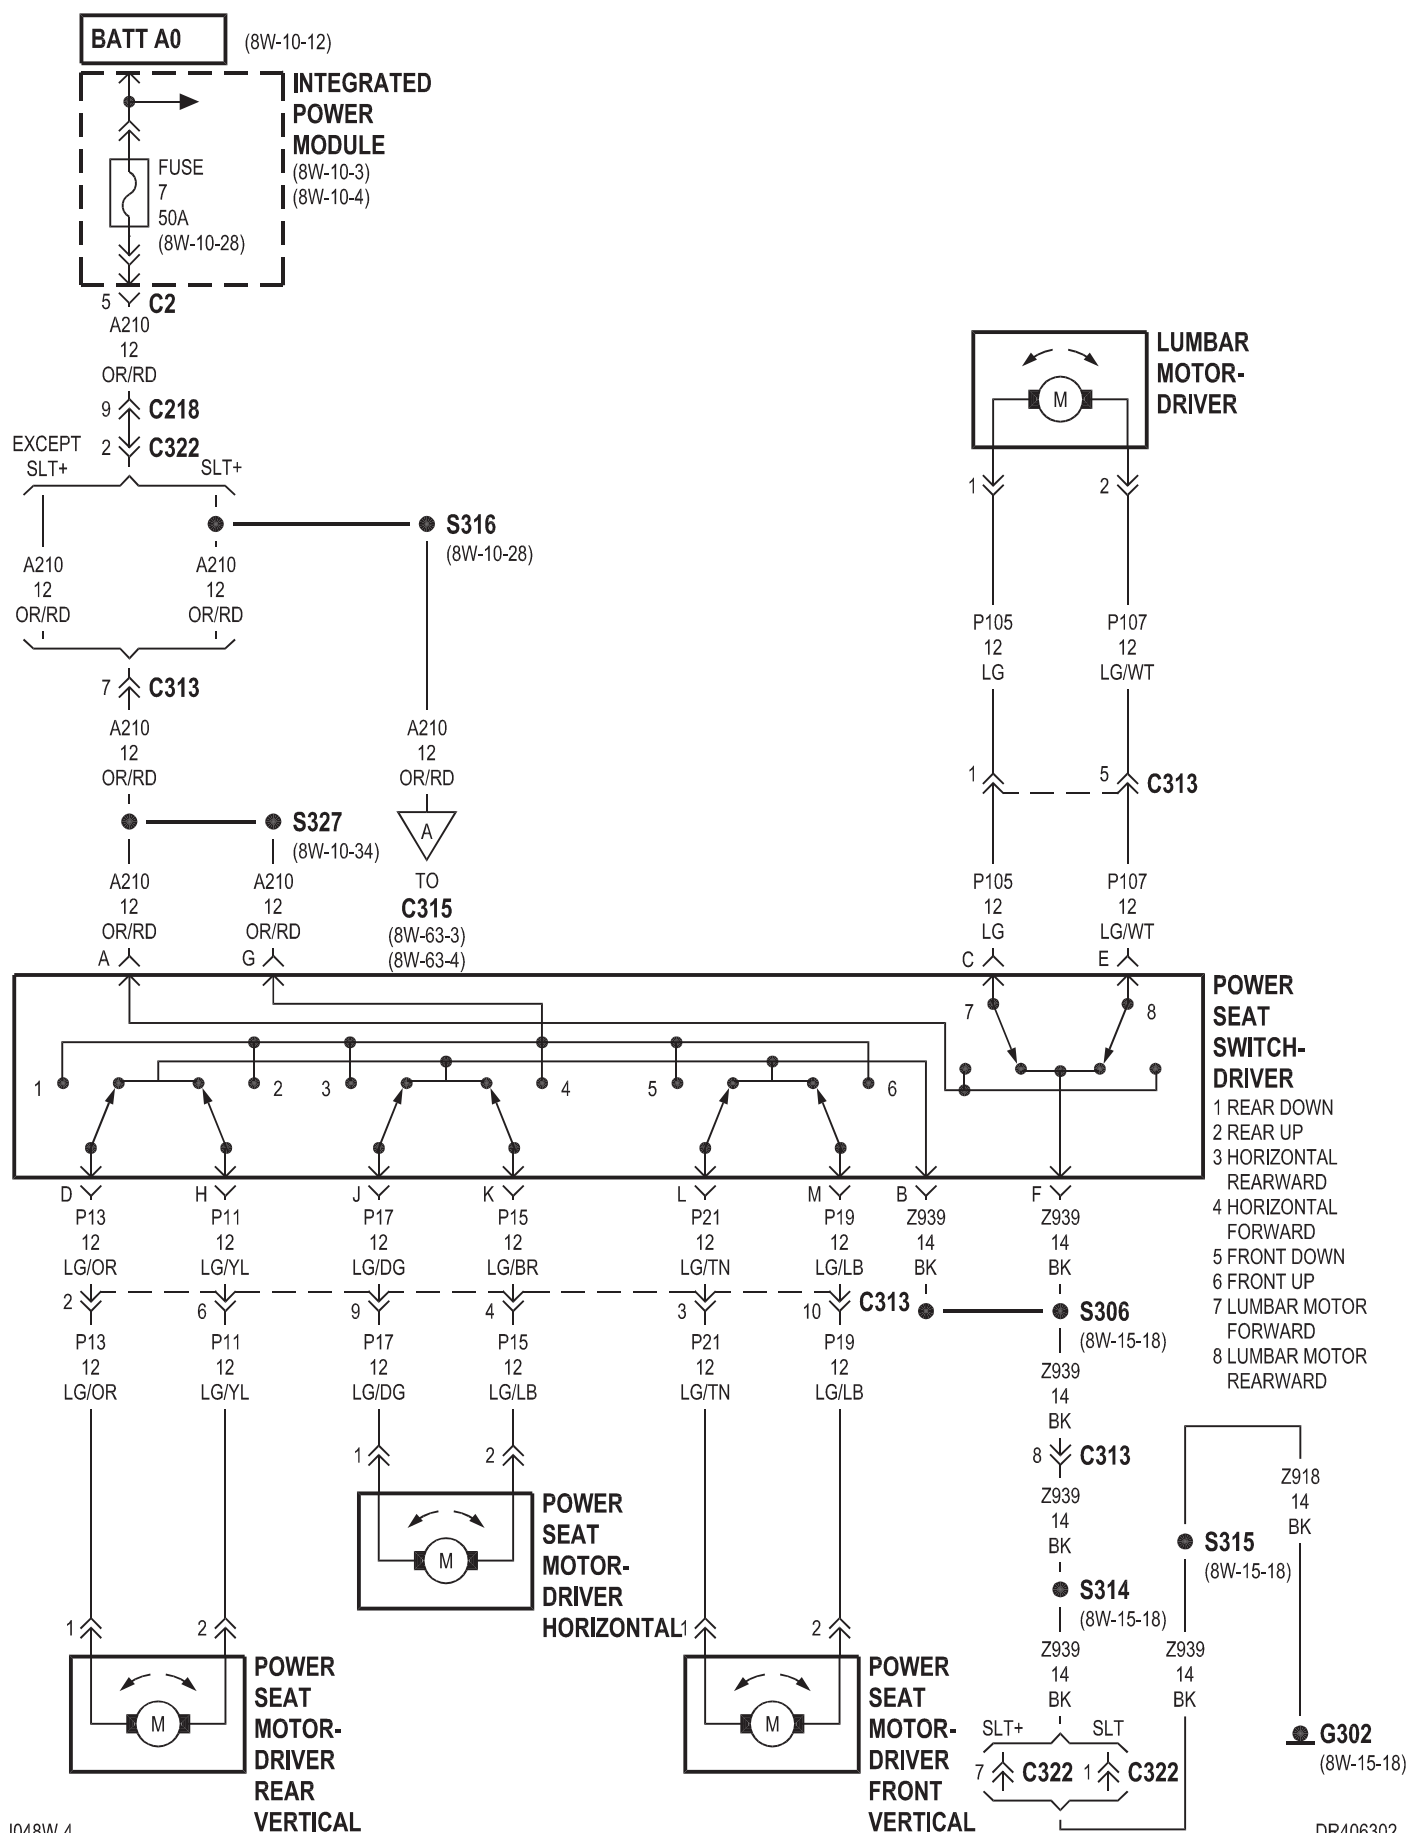 BATT A0
(8W-10-12)
INTEGRATED
POWER
MODULE
(8W-10-3)
(8W-10-4)
FUSE
7
50A
(8W-10-28)
5 C2
A210
12
OR/RD
9 C218
2 C322
EXCEPT
SLT+
SLT+
S316
(8W-10-28)
A210
12
OR/RD
A210
12
OR/RD
7 C313
A210
12
OR/RD
A210
12
OR/RD
A
TO
C315
(8W-63-3)
(8W-63-4)
S327
(8W-10-34)
A210
12
OR/RD
A
A210
12
OR/RD
G
LUMBAR
MOTOR-
DRIVER
M
1
2
P105
12
LG
P107
12
LG/WT
1
5
C313
P105
12
LG
C
P107
12
LG/WT
E
7
8
1
2
3
4
5
6
POWER
SEAT
SWITCH-
DRIVER
1 REAR DOWN
2 REAR UP
3 HORIZONTAL
REARWARD
4 HORIZONTAL
FORWARD
5 FRONT DOWN
6 FRONT UP
7 LUMBAR MOTOR
FORWARD
8 LUMBAR MOTOR
REARWARD
D
P13
12
LG/OR
H
P11
12
LG/YL
J
P17
12
LG/DG
K
P15
12
LG/BR
L
P21
12
LG/TN
M
P19
12
LG/LB
B
Z939
14
BK
F
Z939
14
BK
2
6
9
4
3
10
C313
S306
(8W-15-18)
P13
12
LG/OR
P11
12
LG/YL
P17
12
LG/DG
P15
12
LG/LB
P21
12
LG/TN
P19
12
LG/LB
Z939
14
BK
8 C313
Z939
14
BK
S314
(8W-15-18)
Z939
14
BK
1
2
M
POWER
SEAT
MOTOR-
DRIVER
HORIZONTAL
1
2
M
POWER
SEAT
MOTOR-
DRIVER
REAR
VERTICAL
1
2
M
POWER
SEAT
MOTOR-
DRIVER
FRONT
VERTICAL
SLT+
SLT
7 C322
1 C322
Z918
14
BK
S315
(8W-15-18)
Z939
14
BK
G302
(8W-15-18)
J048W-4
DR406302